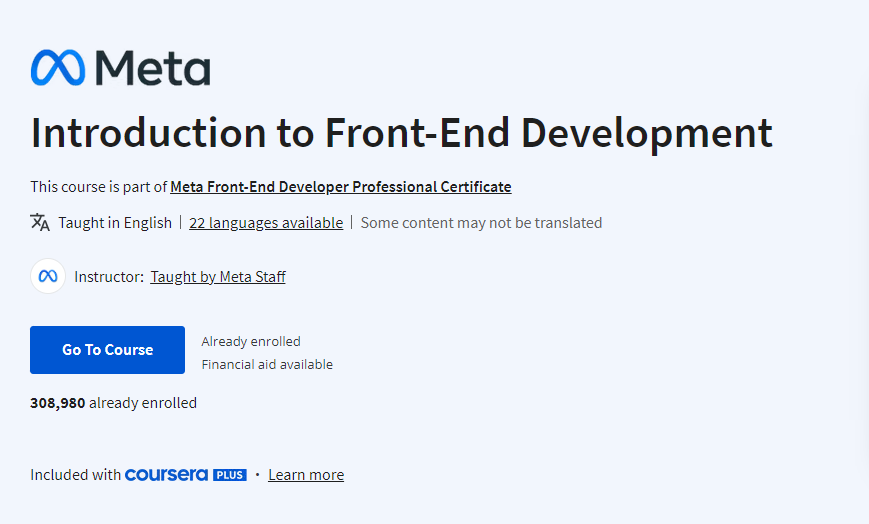 Meta
Introduction to Front-End Development
This course is part of Meta Front-End Developer Professional Certificate
Taught in English | 22 languages available | Some content may not be translated
Instructor: Taught by Meta Staff
Go To Course
Already enrolled
Financial aid available
308,980 already enrolled
Included with coursera PLUS • Learn more